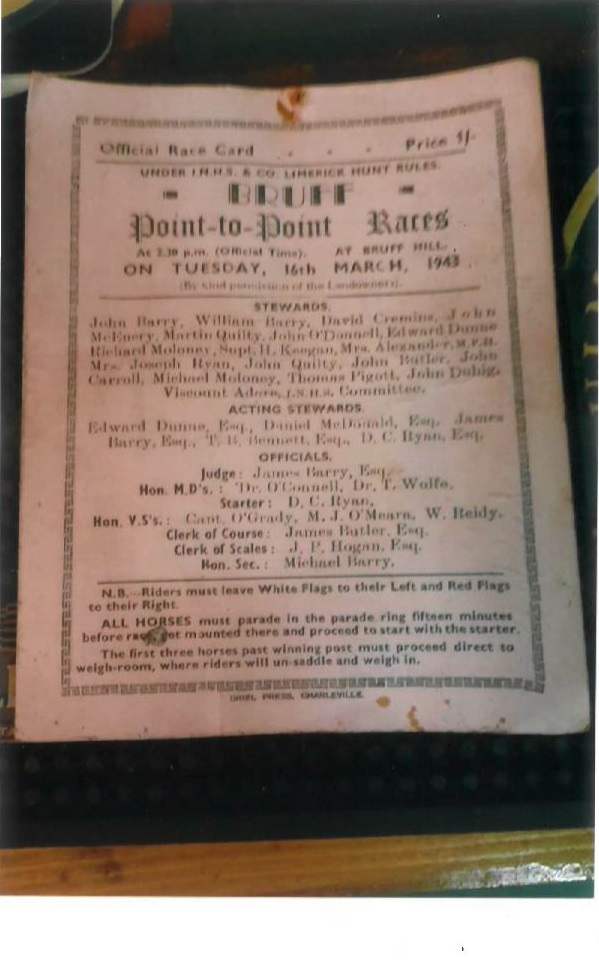 Official Race Card - - - Price 1/-
UNDER I.N.H.S. & CO. LIMERICK HUNT RULES.
- BRUFF -
Point-to-Point Races
At 2.30 p.m. (Official Time). AT BRUFF HILL.
ON TUESDAY, 16th MARCH, 1943
(By kind permission of the Landowners).
STEWARDS.
John Barry, William Barry, David Cremins, John
McEnery, Martin Quilty, John O'Donnell, Edward Dunne
Richard Moloney, Supt. H. Keegan, Mrs. Alexander, M.F.H.
Mrs. Joseph Ryan, John Quilty, John Butler, John
Carroll, Michael Moloney, Thomas Pigott, John Duhig.
Viscount Adare, I.N.H.S. Committee.
ACTING STEWARDS.
Edward Dunne, Esq., Daniel McDonald, Esq. James
Barry, Esq., T. B. Bennett, Esq., D. C. Ryan, Esq.
OFFICIALS.
Judge: James Barry, Esq.
Hon. M.D's.: Dr. O'Connell, Dr. T. Wolfe.
Starter: D. C. Ryan,
Hon. V.S's.: Capt. O'Grady, M. J. O'Meara, W. Reidy.
Clerk of Course: James Butler, Esq.
Clerk of Scales: J. P. Hogan, Esq.
Hon. Sec.: Michael Barry.
N.B.—Riders must leave White Flags to their Left and Red Flags
to their Right.
ALL HORSES must parade in the parade ring fifteen minutes
before mounted there and proceed to start with the starter.
The first three horses past winning post must proceed direct to
weigh-room, where riders will un-saddle and weigh in.
PRESS, CHARLEVILLE.